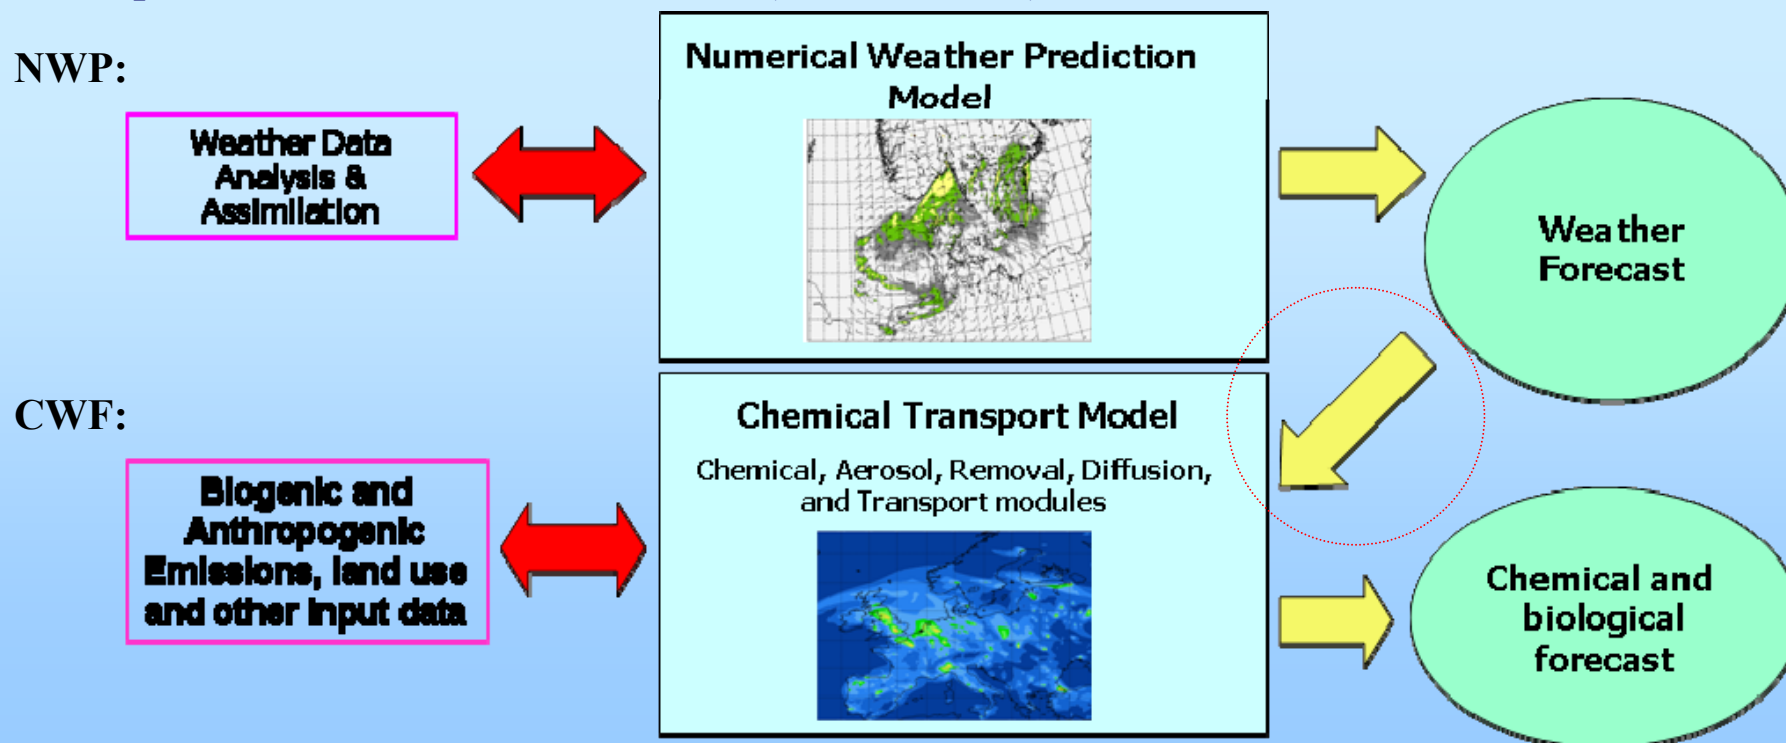 NWP:
Weather Data
Analysis &
Assimilation
Numerical Weather Prediction
Model
Weather
Forecast
CWF:
Biogenic and
Anthropogenic
Emissions, land use
and other input data
Chemical Transport Model
Chemical, Aerosol, Removal, Diffusion,
and Transport modules
Chemical and
biological
forecast